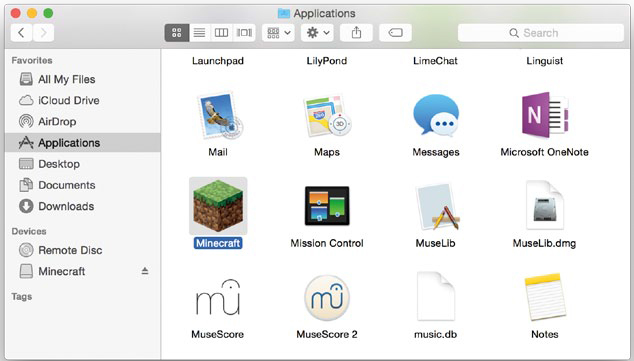 Applications
Search
Favorites
All My Files
iCloud Drive
AirDrop
Applications
Desktop
Documents
Downloads
Devices
Remote Disc
Minecraft
Tags
Launchpad LilyPond LimeChat Linguist
Mail Maps Messages Microsoft OneNote
Minecraft Mission Control MuseLib MuseLib.dmg
MuseScore MuseScore 2 music.db Notes